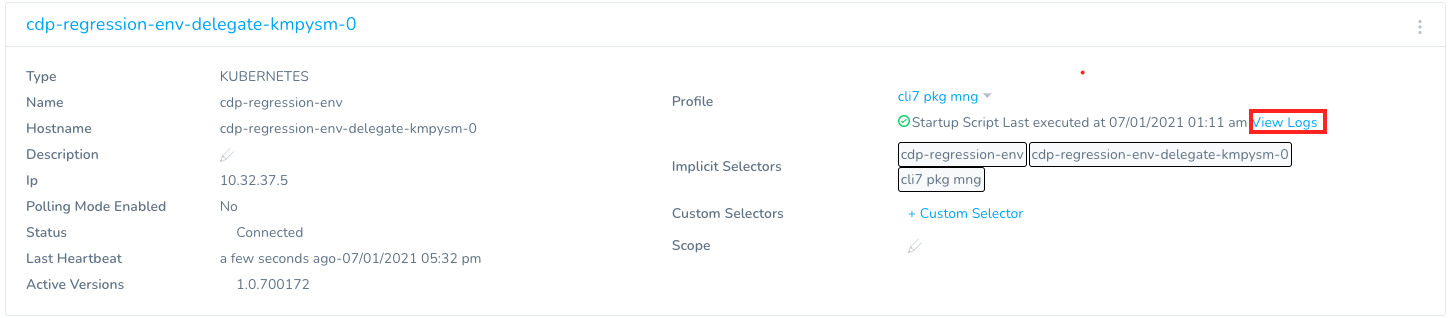 cdp-regression-env-delegate-kmpysm-0
Type KUBERNETES
Name cdp-regression-env
Hostname cdp-regression-env-delegate-kmpysm-0
Description
Ip 10.32.37.5
Polling Mode Enabled No
Status Connected
Last Heartbeat a few seconds ago-07/01/2021 05:32 pm
Active Versions 1.0.700172
Profile cli7 pkg mng
Startup Script Last executed at 07/01/2021 01:11 am View Logs
Implicit Selectors cdp-regression-env cdp-regression-env-delegate-kmpysm-0
cli7 pkg mng
Custom Selectors + Custom Selector
Scope